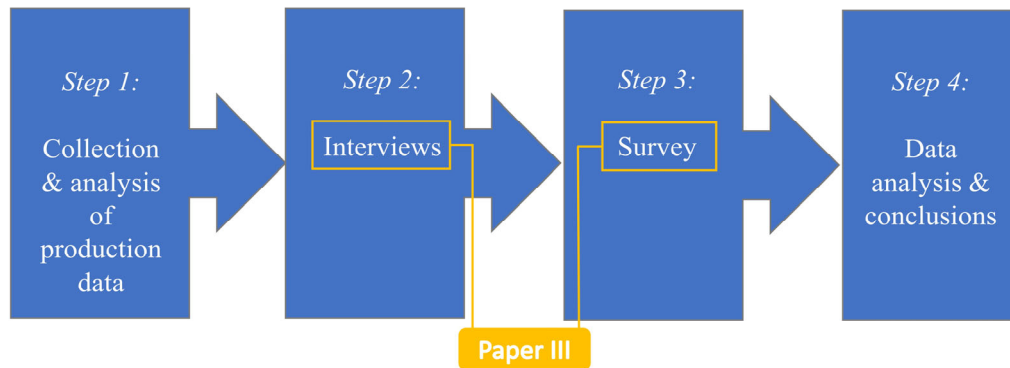 Step 1:
Collection
& analysis
of
production
data
Step 2:
Interviews
Step 3:
Survey
Step 4:
Data
analysis &
conclusions
Paper III